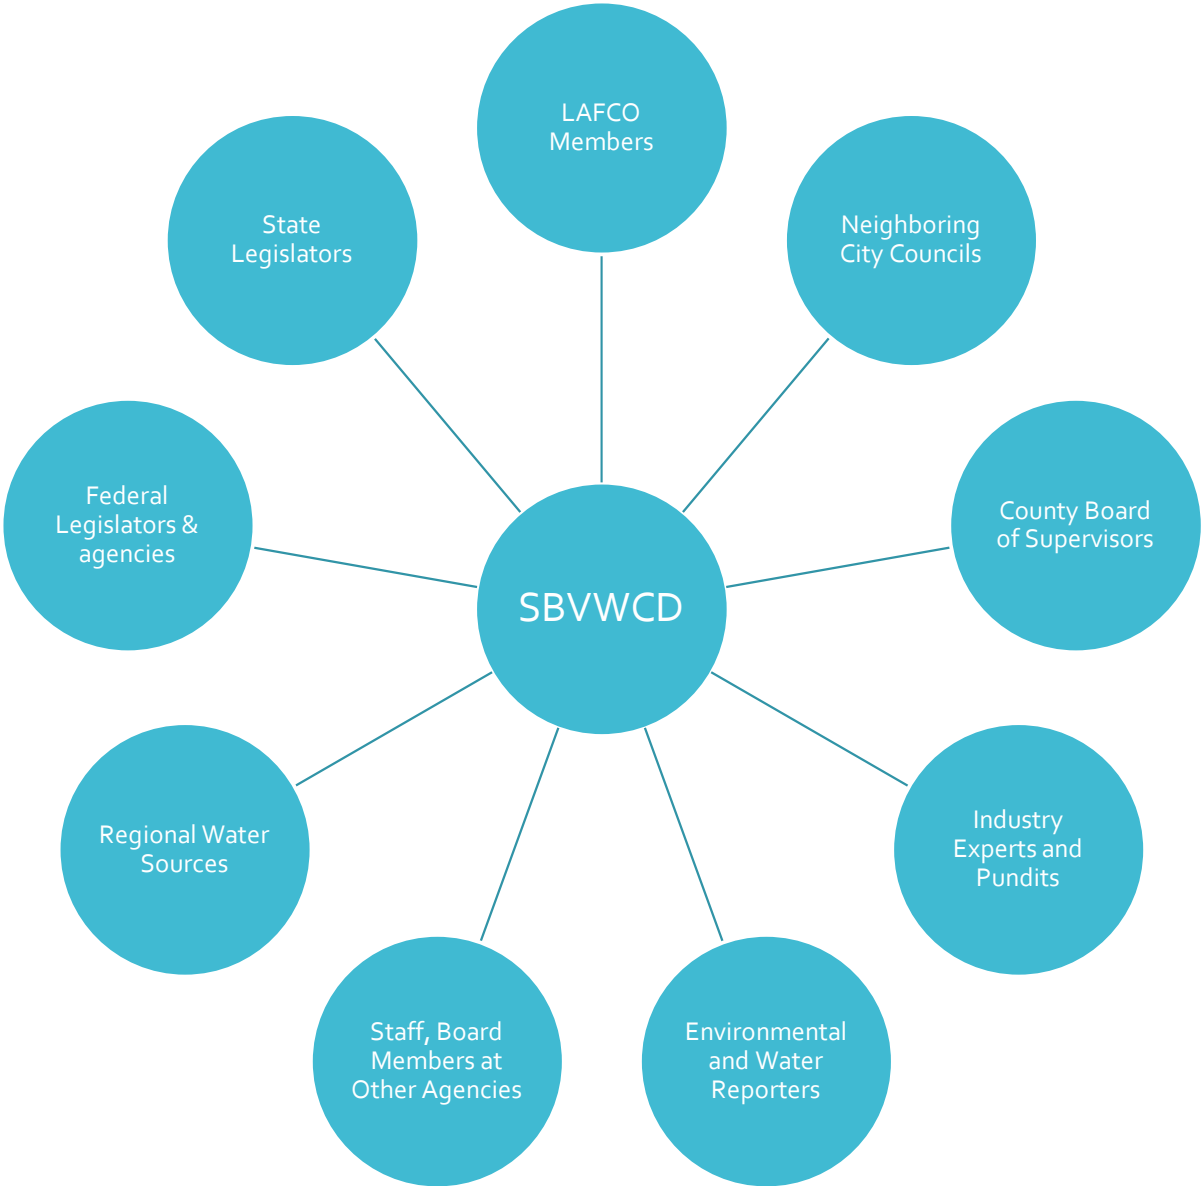 LAFCO
Members
Neighboring
City Councils
County Board
of Supervisors
Industry
Experts and
Pundits
Environmental
and Water
Reporters
Staff, Board
Members at
Other Agencies
Regional Water
Sources
Federal
Legislators &
agencies
State
Legislators
SBVWCD